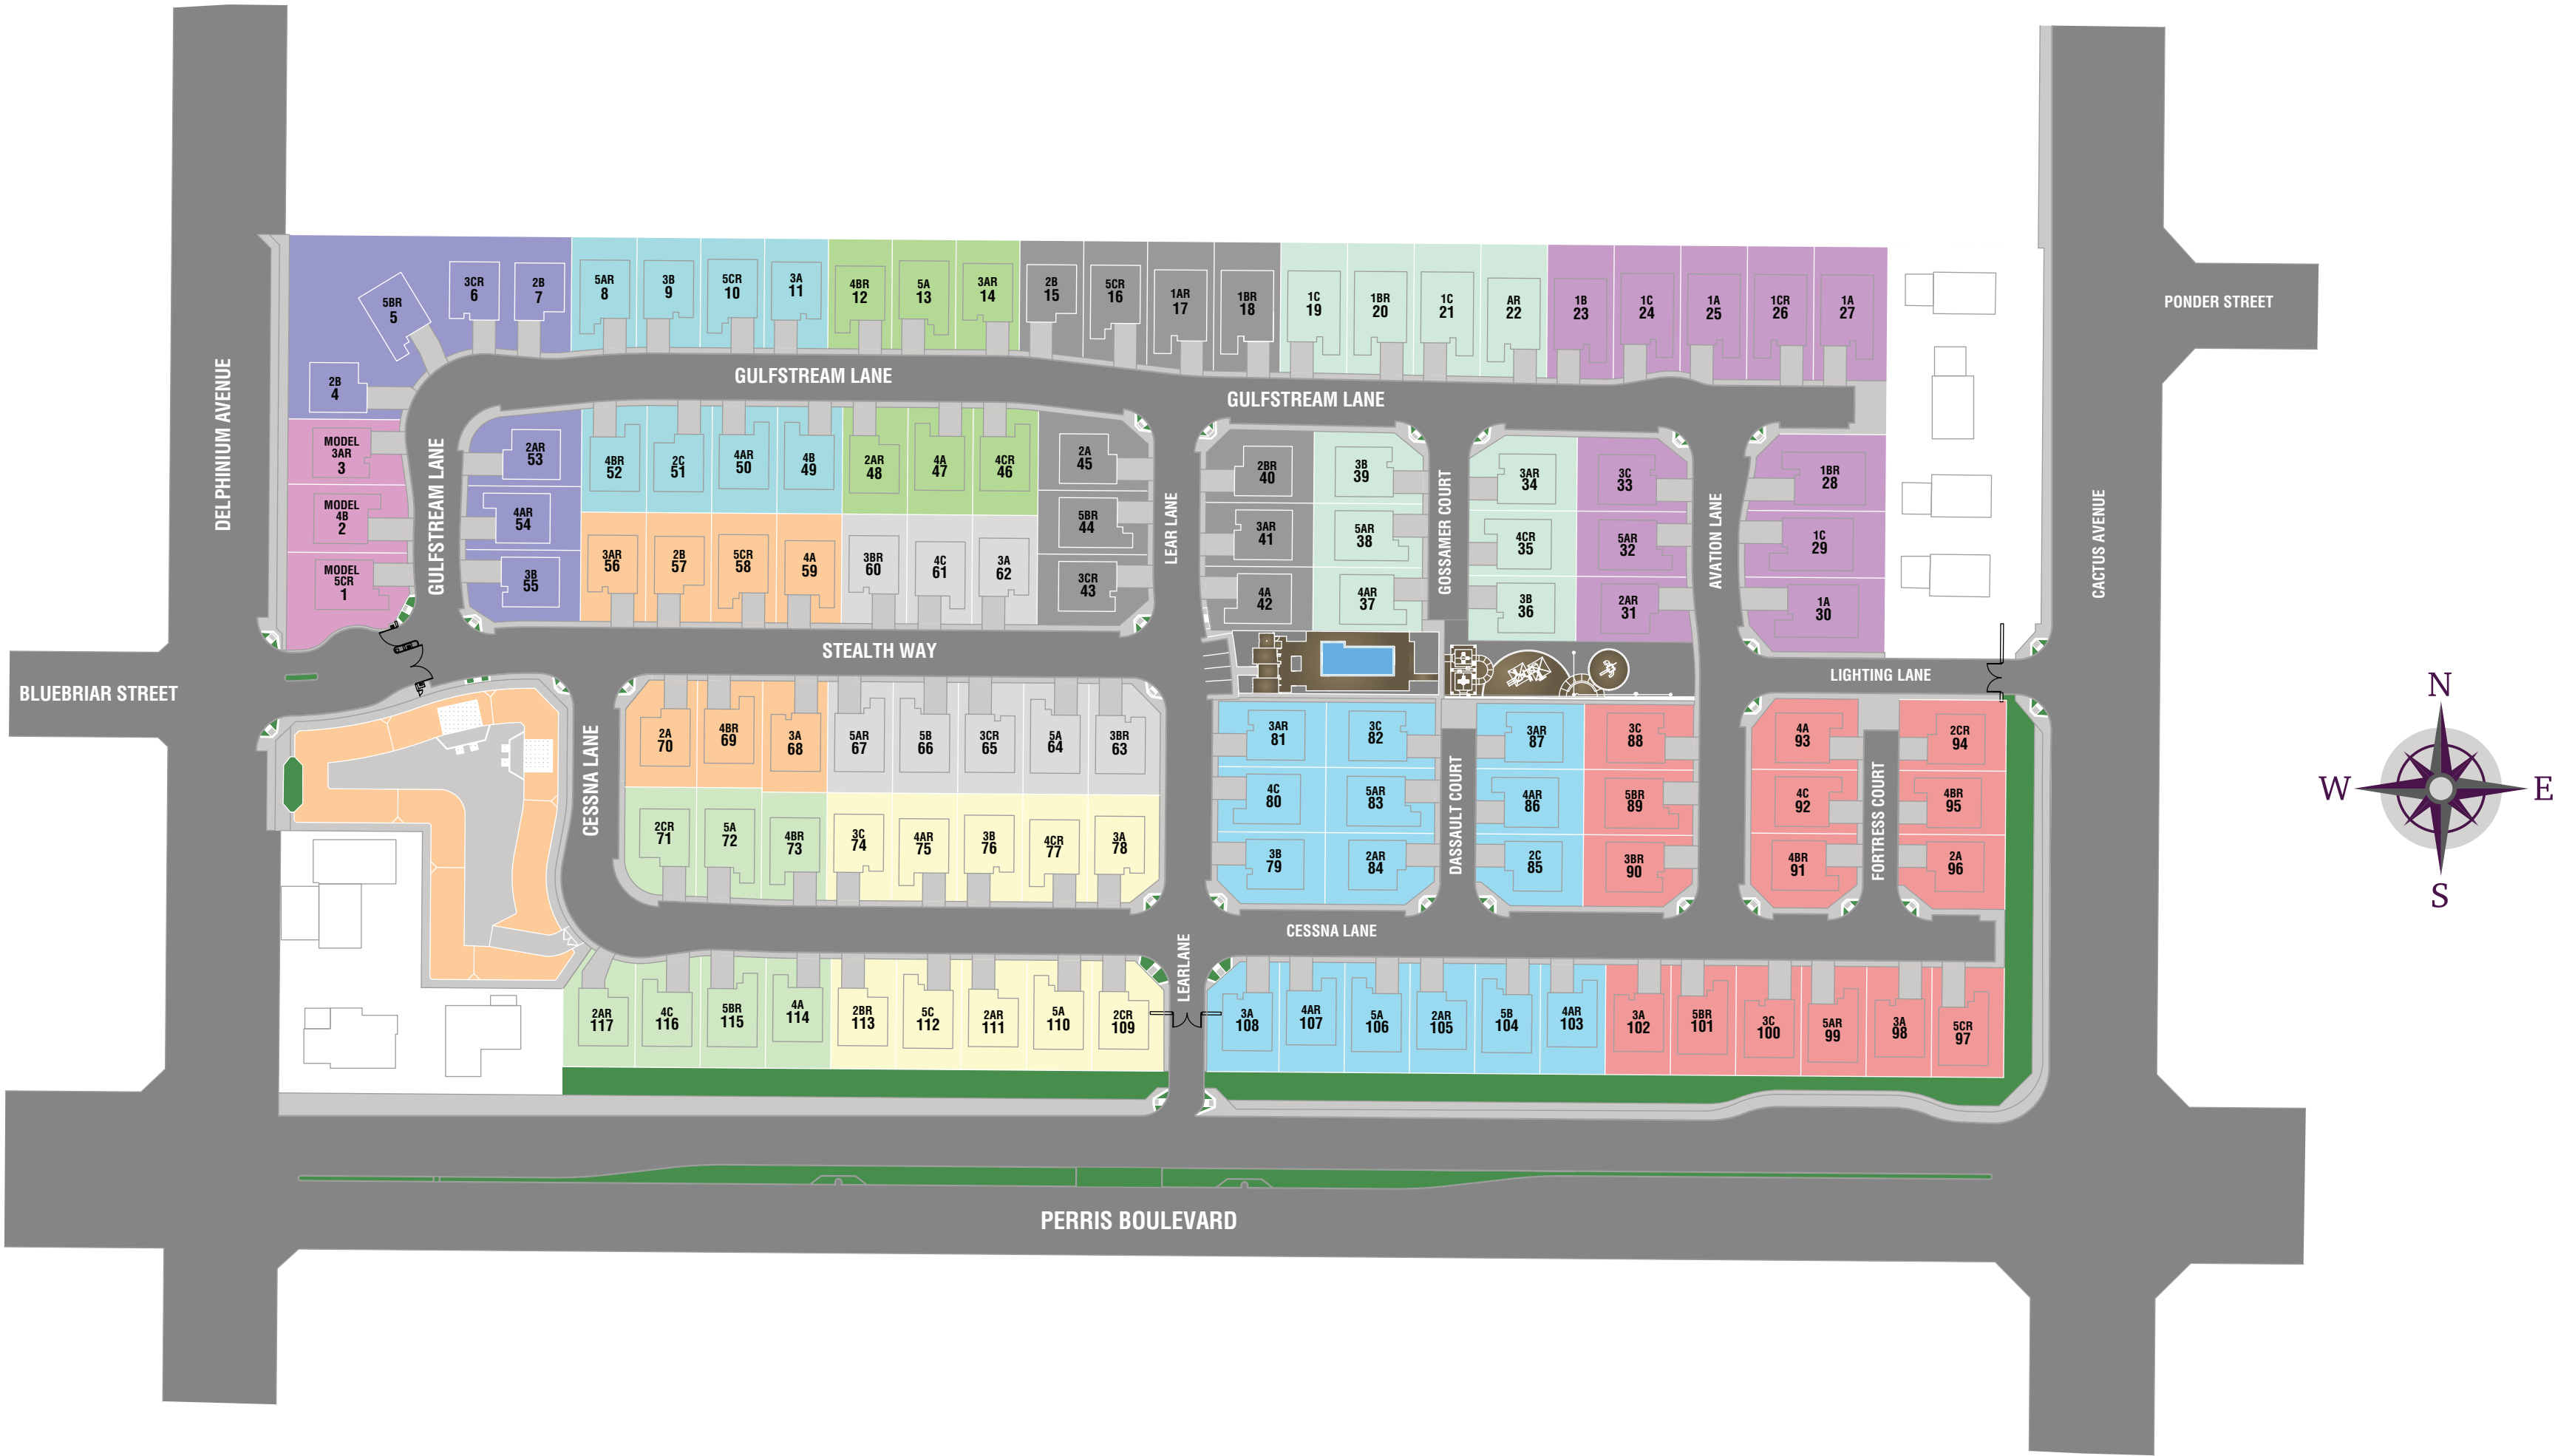 3CR
6
2B
7
5AR
8
3B
9
5CR
10
3A
11
4BR
12
5A
13
3AR
14
2B
15
5CR
16
1AR
17
1BR
18
1C
19
1BR
20
1C
21
AR
22
1B
23
1C
24
1A
25
1CR
26
1A
27
PONDER STREET
5BR
5
2B
4
GULFSTREAM LANE
GULFSTREAM LANE
DELPHINIUM AVENUE
MODEL
3AR
3
MODEL
4B
2
MODEL
5CR
1
GULFSTREAM LANE
2AR
53
4AR
54
3B
55
4BR
52
2C
51
4AR
50
4B
49
2AR
48
4A
47
4CR
46
2A
45
5BR
44
3CR
43
3AR
56
2B
57
5CR
58
4A
59
3BR
60
4C
61
3A
62
LEAR LANE
2BR
40
3AR
41
4A
42
3B
39
5AR
38
4AR
37
GOSSAMER COURT
3AR
34
4CR
35
3B
36
3C
33
5AR
32
2AR
31
AVATION LANE
1BR
28
1C
29
1A
30
CACTUS AVENUE
STEALTH WAY
BLUEBRIAR STREET
LIGHTING LANE
N
W
E
S
CESSNA LANE
2A
70
4BR
69
3A
68
5AR
67
5B
66
3CR
65
5A
64
3BR
63
2CR
71
5A
72
4BR
73
3C
74
4AR
75
3B
76
4CR
77
3A
78
3AR
81
3C
82
4C
80
5AR
83
3B
79
2AR
84
DASSAULT COURT
3AR
87
3C
88
4AR
86
5BR
89
2C
85
3BR
90
4A
93
4C
92
4BR
91
FORTRESS COURT
2CR
94
4BR
95
2A
96
CESSNA LANE
LEARLANE
2AR
117
4C
116
5BR
115
4A
114
2BR
113
5C
112
2AR
111
5A
110
2CR
109
3A
108
4AR
107
5A
106
2AR
105
5B
104
4AR
103
3A
102
5BR
101
3C
100
5AR
99
3A
98
5CR
97
PERRIS BOULEVARD